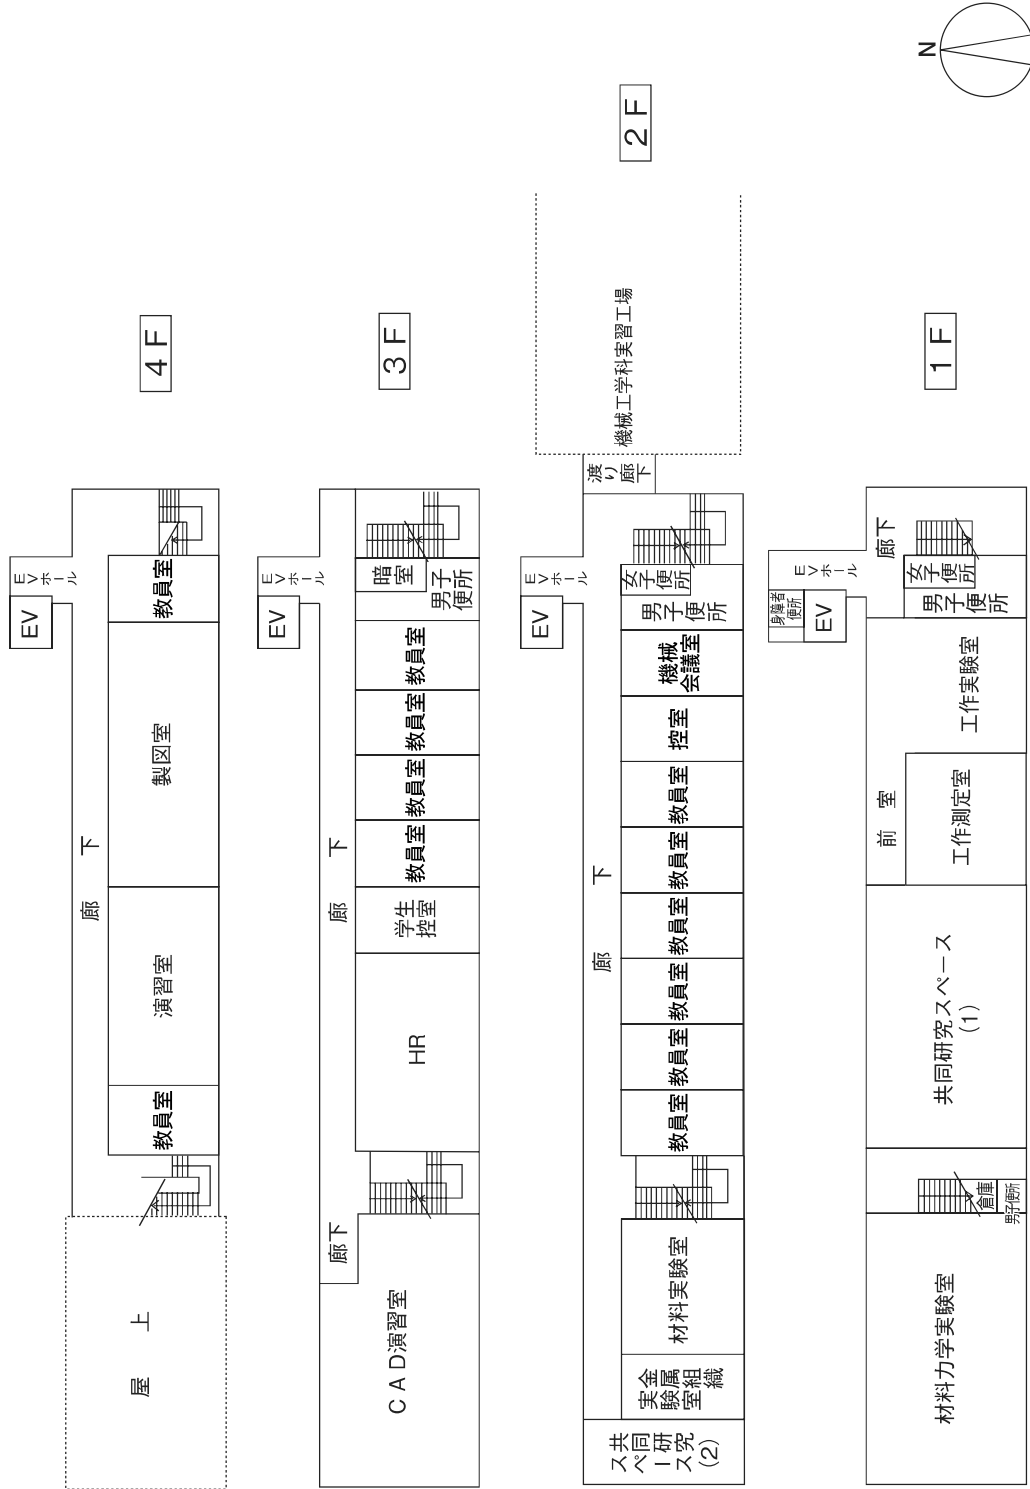 N
4F
EV
EVホール
教員室
製図室
廊下
演習室
教員室
屋上
3F
EV
EVホール
暗室
男子便所
教員室
教員室
教員室
教員室
廊下
学生控室
HR
廊下
CAD演習室
2F
機械工学科実習工場
渡り廊下
EV
EVホール
女子便所
男子便所
機械会議室
控室
教員室
教員室
教員室
教員室
教員室
教員室
廊下
材料実験室
金属組織実験室
共同研究スペース(2)
1F
廊下
EVホール
身障者便所
EV
女子便所
男子便所
工作実験室
前室
工作測定室
共同研究スペース
(1)
倉庫
男子便所
材料力学実験室